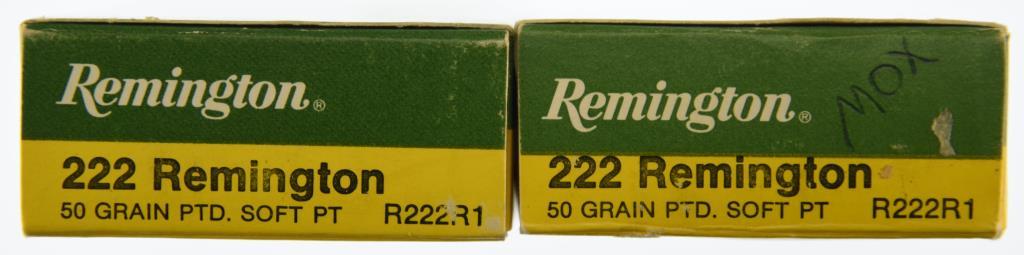 Remington®
222 Remington
50 GRAIN PTD. SOFT PT R222R1
Remington®
MOX
222 Remington
50 GRAIN PTD. SOFT PT R222R1